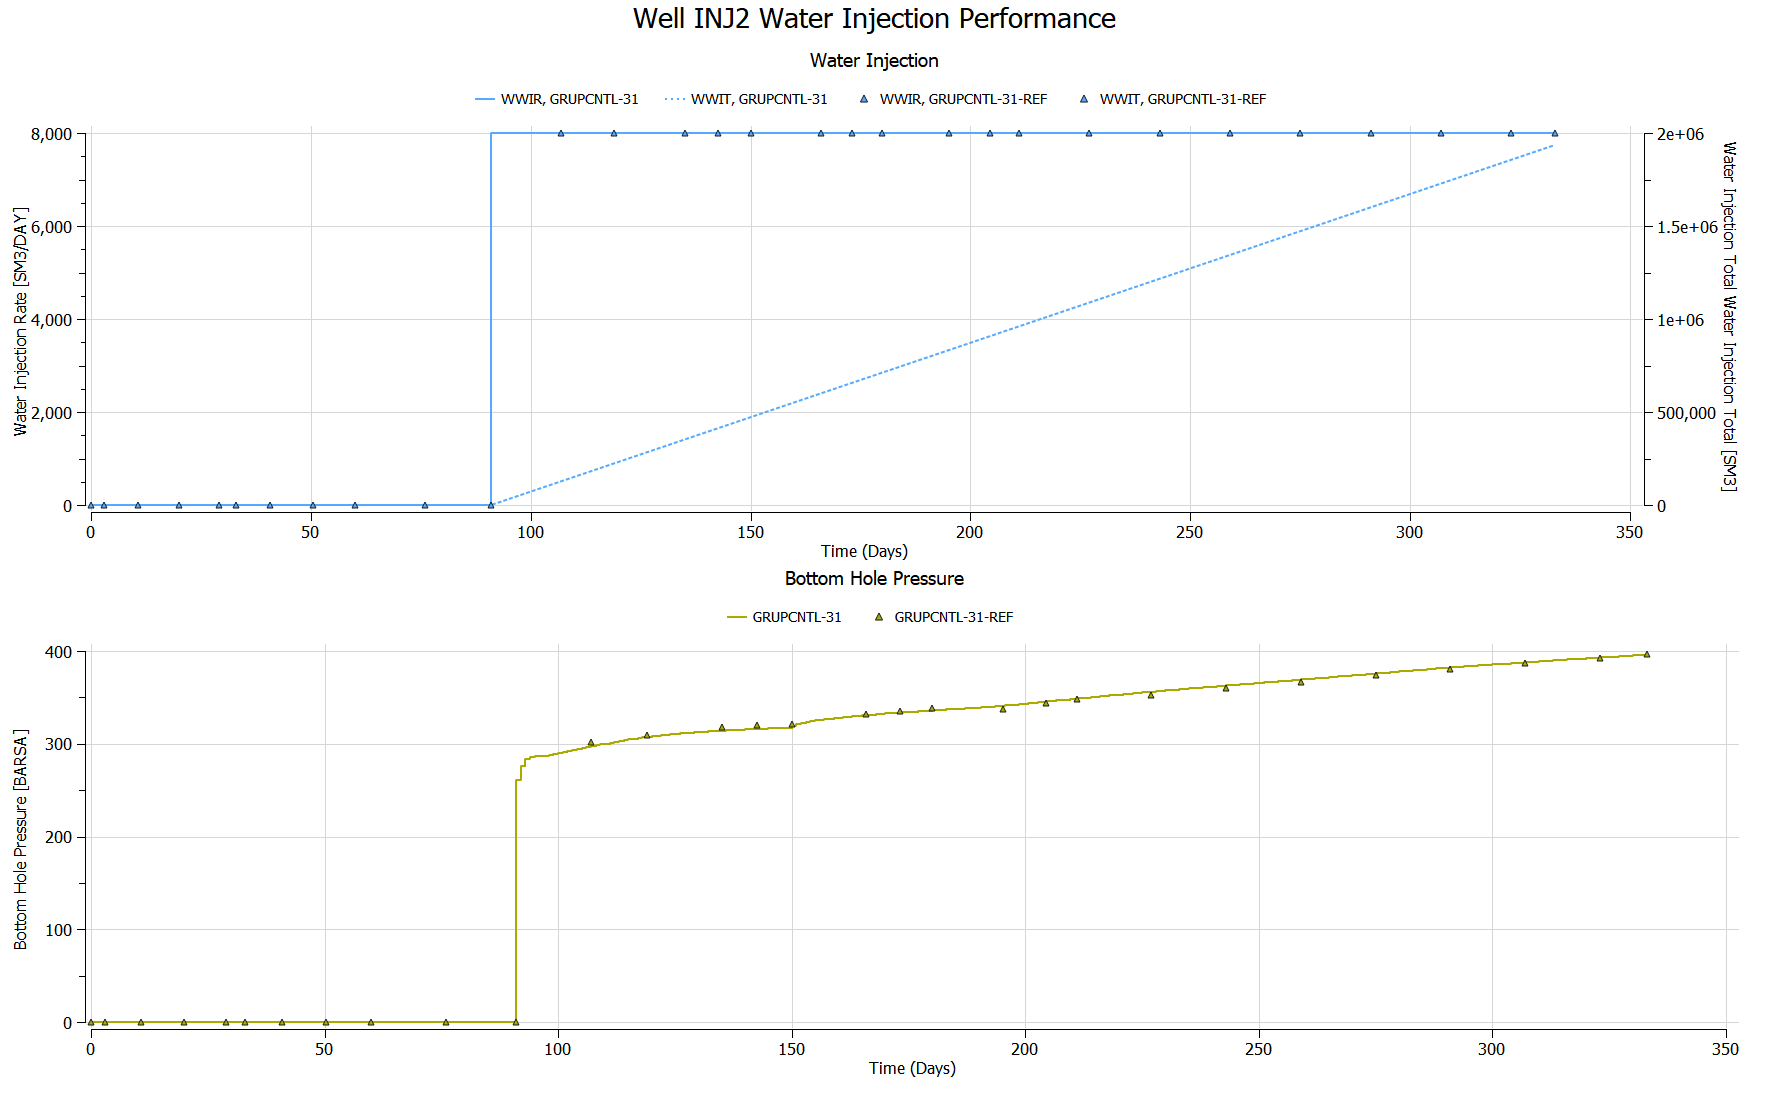 Well INJ2 Water Injection Performance
Water Injection
WWIR, GRUPCNTL-31 WWIT, GRUPCNTL-31 WWIR, GRUPCNTL-31-REF WWIT, GRUPCNTL-31-REF
Water Injection Rate [SM3/DAY]
8,000
6,000
4,000
2,000
0
2e+06
1.5e+06
1e+06
500,000
0
Water Injection Total Water Injection Total [SM3]
0 50 100 150 200 250 300 350
Time (Days)
Bottom Hole Pressure
GRUPCNTL-31 GRUPCNTL-31-REF
Bottom Hole Pressure [BARSA]
400
300
200
100
0
0 50 100 150 200 250 300 350
Time (Days)